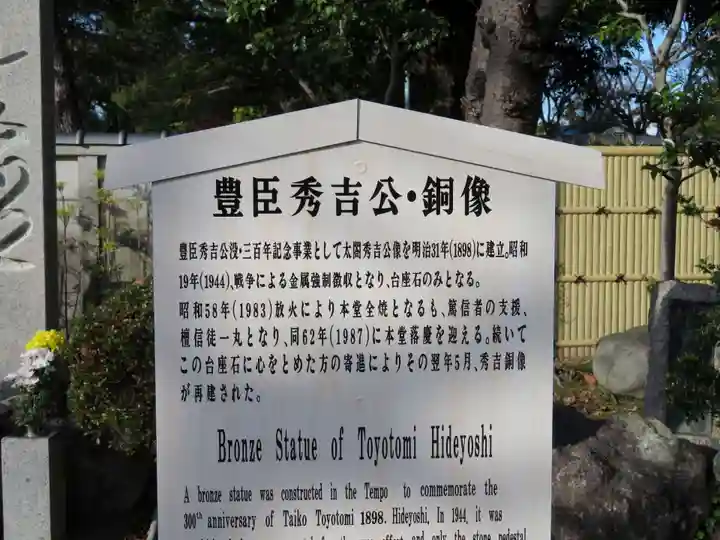 豊臣秀吉公・銅像
豊臣秀吉公没・三百年記念事業として太閤秀吉公像を明治31年(1898)に建立。昭和
19年(1944)、戦争による金属強制徴収となり、台座石のみとなる。
昭和58年(1983)放火により本堂全焼となるも、篤信者の支援、
檀信徒一丸となり、同62年(1987)に本堂落慶を迎える。続いて
この台座石に心をとめた方の寄進によりその翌年5月、秀吉銅像
が再建された。
Bronze Statue of Toyotomi Hideyoshi
A bronze statue was constructed in the Tempo to commemorate the
300th anniversary of Taiko Toyotomi 1898. Hideyoshi, In 1944, it was
and only the stone pedestal